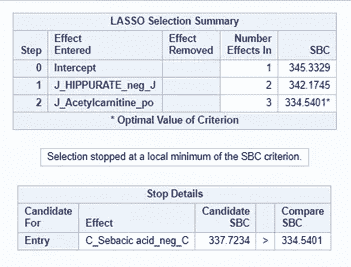 LASSO Selection Summary
Step Effect Entered Effect Removed Number Effects In SBC
0 Intercept 1 345.3329
1 J_HIPPURATE_neg_J 2 342.1745
2 J_Acetylcarnitine_po 3 334.5401*
* Optimal Value of Criterion
Selection stopped at a local minimum of the SBC criterion.
Stop Details
Candidate For Effect Candidate SBC Compare SBC
Entry C_Sebacic acid_neg_C 337.7234 > 334.5401